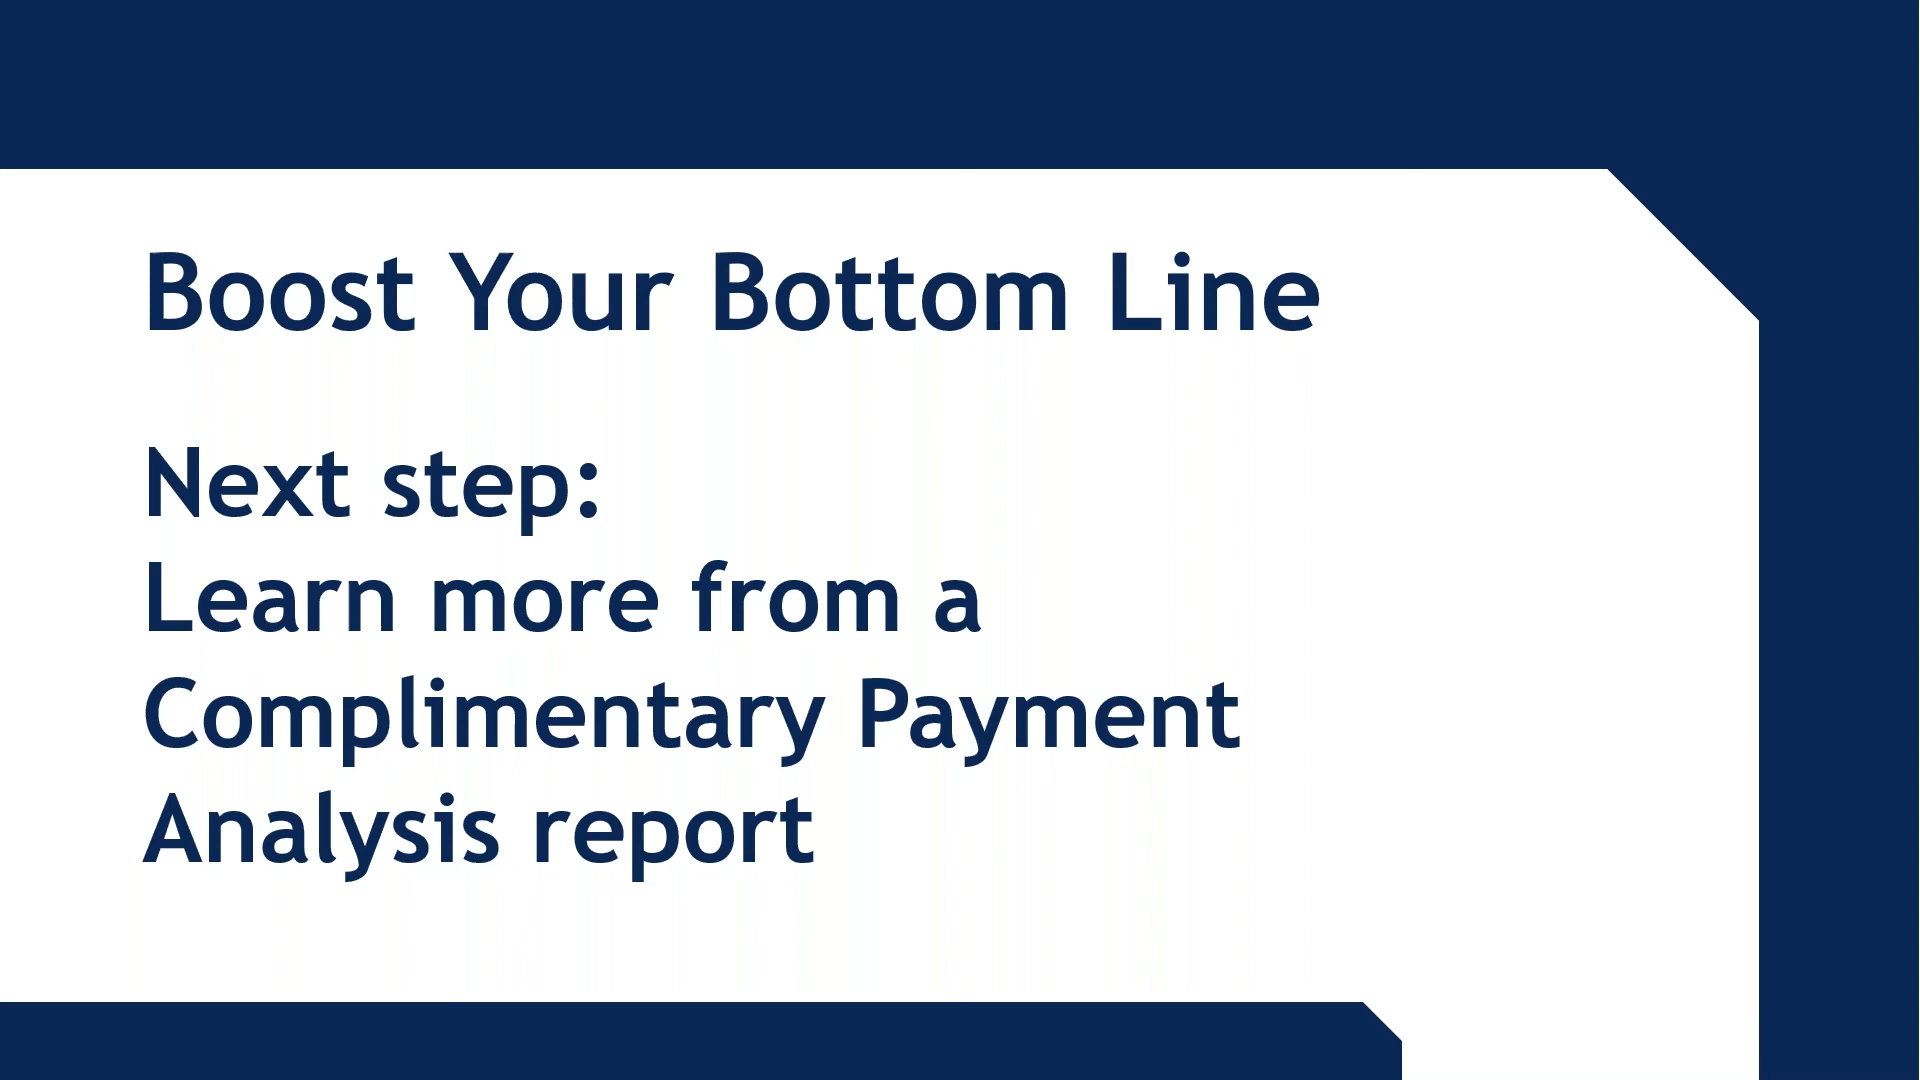 Boost Your Bottom Line
Next step:
Learn more from a
Complimentary Payment
Analysis report